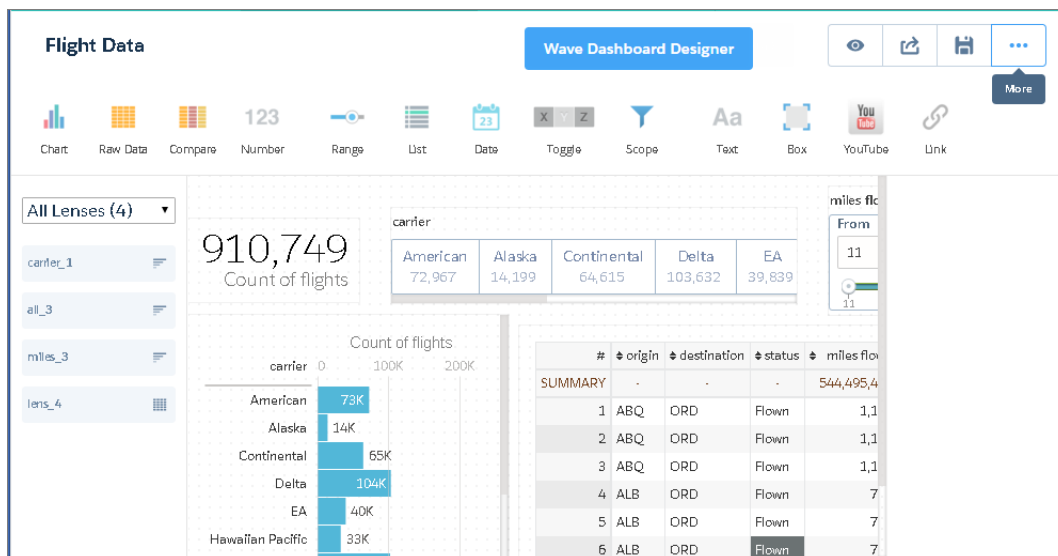 Flight Data
Wave Dashboard Designer
More
123
23
X Y Z
Aa
You
Tube
Chart Raw Data Compare Number Range List Date Toggle Scope Text Box YouTube Link
All Lenses (4)
carrier_1
all_3
miles_3
lens_4
910,749
Count of flights
carrier
American Alaska Continental Delta EA
72,967 14,199 64,615 103,632 39,839
miles flo
From
11
11
Count of flights
carrier 0 100K 200K
American 73K
Alaska 14K
Continental 65K
Delta 104K
EA 40K
Hawaiian Pacific 33K
# origin destination status miles flow
SUMMARY - - - 544,495,4
1 ABQ ORD Flown 1,1
2 ABQ ORD Flown 1,1
3 ABQ ORD Flown 1,1
4 ALB ORD Flown 7
5 ALB ORD Flown 7
6 ALB ORD Flown 7